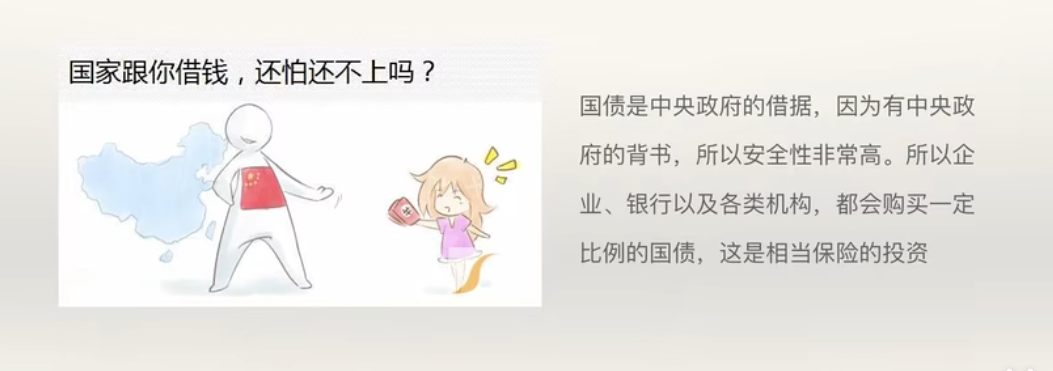 国家跟你借钱，还怕还不上吗？
国债是中央政府的借据，因为有中央政
府的背书，所以安全性非常高。所以企
业、银行以及各类机构，都会购买一定
比例的国债，这是相当保险的投资